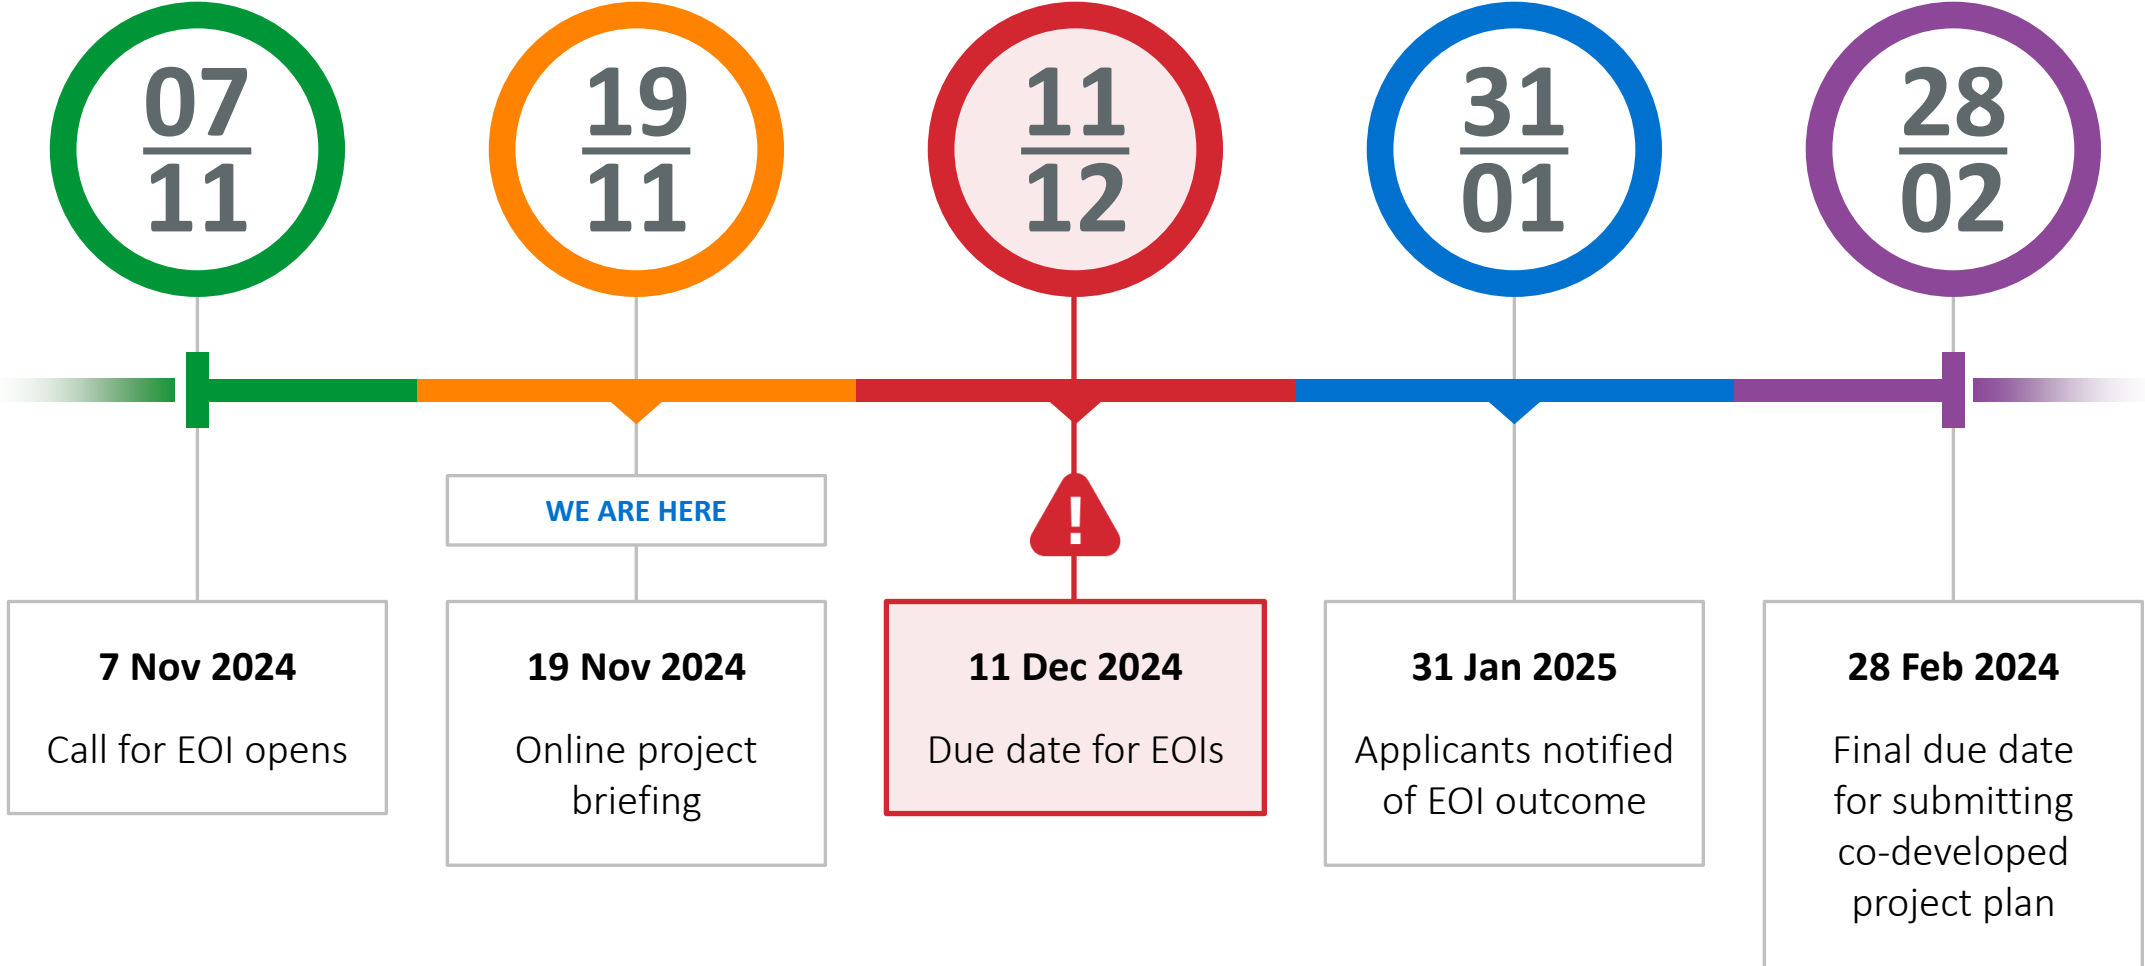 07
11
19
11
11
12
31
01
28
02
WE ARE HERE
!
7 Nov 2024
Call for EOI opens
19 Nov 2024
Online project
briefing
11 Dec 2024
Due date for EOIs
31 Jan 2025
Applicants notified
of EOI outcome
28 Feb 2024
Final due date
for submitting
co-developed
project plan